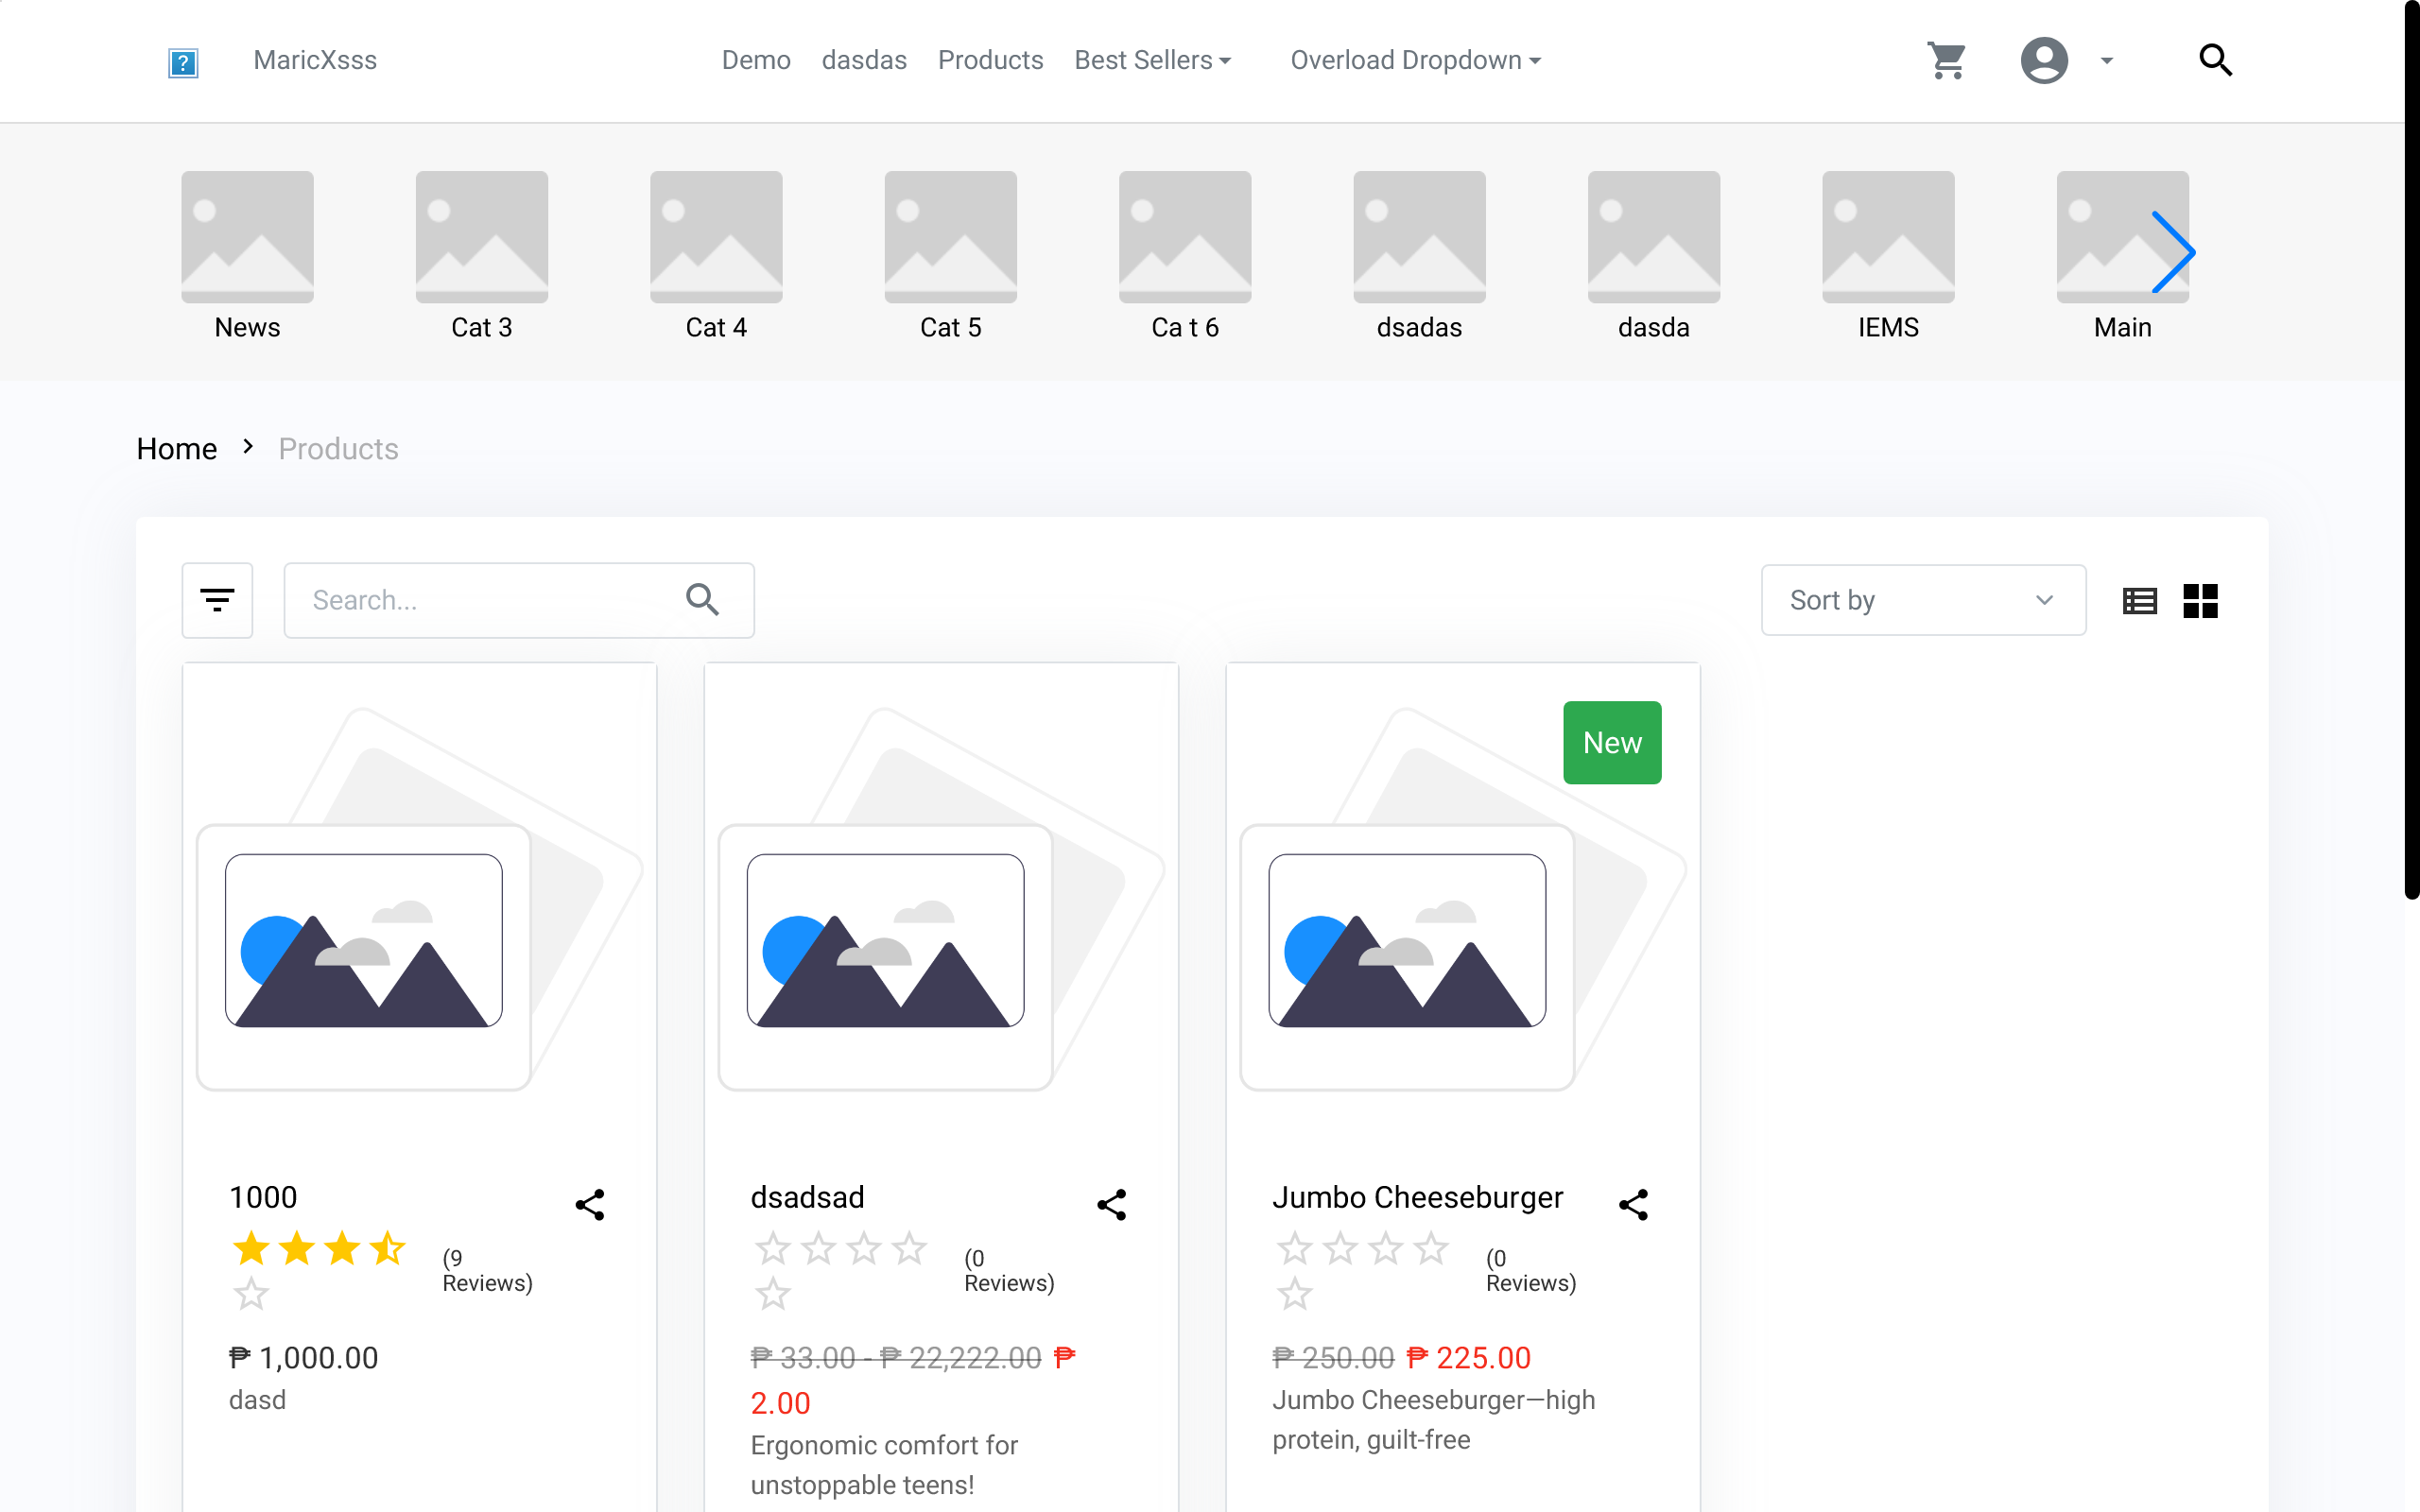 MaricXsss
Demo dasdas Products Best Sellers Overload Dropdown
News Cat 3 Cat 4 Cat 5 Ca t 6 dsadas dasda IEMS Main
Home Products
Search... Sort by
New
1000
(9
Reviews)
₱ 1,000.00
dasd
dsadsad
(0
Reviews)
₱ 33.00 - ₱ 22,222.00 ₱
2.00
Ergonomic comfort for
unstoppable teens!
Jumbo Cheeseburger
(0
Reviews)
₱ 250.00 ₱ 225.00
Jumbo Cheeseburger—high
protein, guilt-free